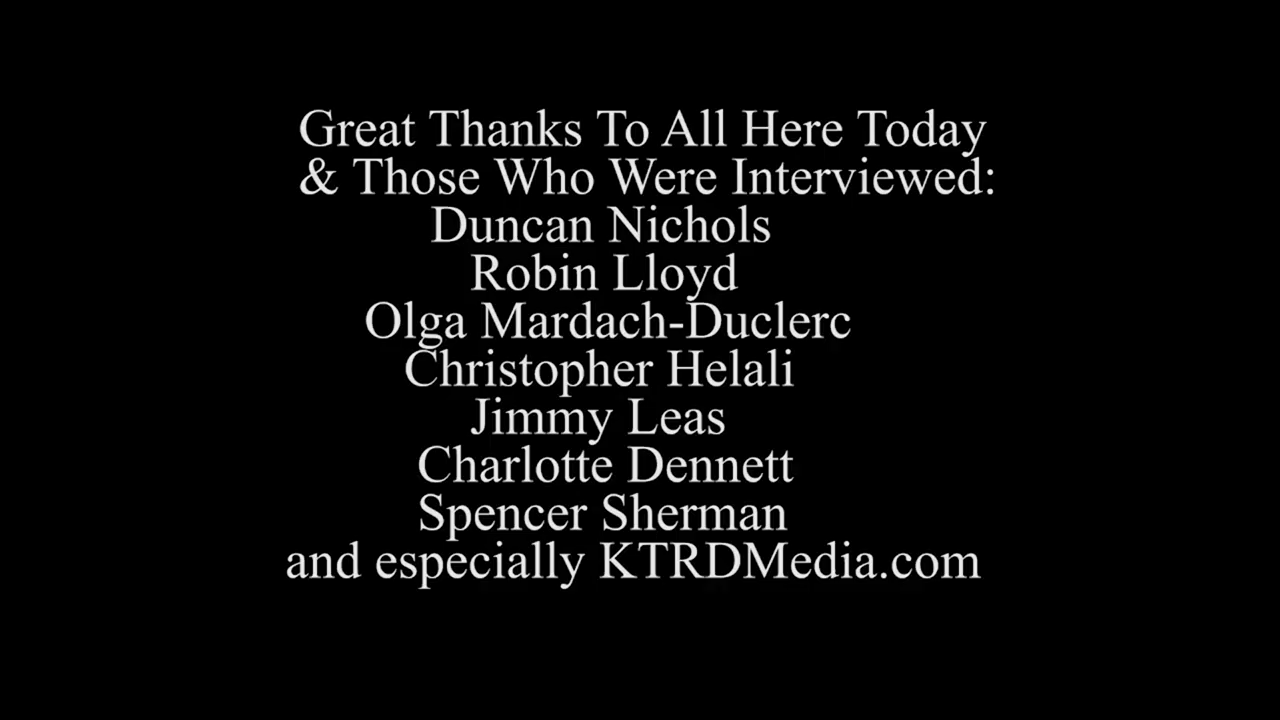 Great Thanks To All Here Today
& Those Who Were Interviewed:
Duncan Nichols
Robin Lloyd
Olga Mardach-Duclerc
Christopher Helali
Jimmy Leas
Charlotte Dennett
Spencer Sherman
and especially KTRDMedia.com